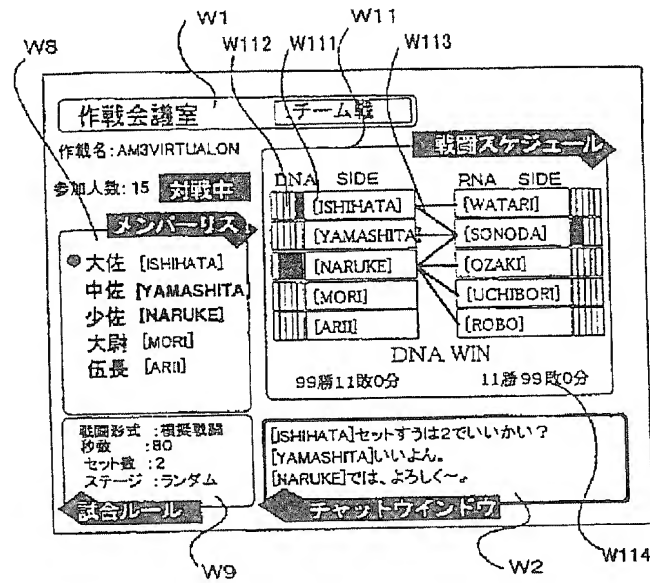 W1
W11
W8
W112
W111
W113
作戦会議室
チーム戦
作戦名:AM3VIRTUALON
戦闘スケジュール
参加人数: 15
対戦中
DNA SIDE
RNA SIDE
メンバーリスト
[ISHIHATA]
[WATARI]
[YAMASHITA]
[SONODA]
[NARUKE]
[OZAKI]
[MORI]
[UCHIBORI]
[ARII]
[ROBO]
大佐 [ISHIHATA]
中佐 [YAMASHITA]
少佐 [NARUKE]
大尉 [MORI]
伍長 [ARII]
DNA WIN
99勝11敗0分
11勝99敗0分
戦闘形式 :模擬戦闘
秒数 :80
セット数 :2
ステージ :ランダム
試合ルール
[ISHIHATA]セットすうは2でいいかい?
[YAMASHITA]いいよん。
[NARUKE]では、よろしく~。
チャットウインドウ
W9
W2
W114